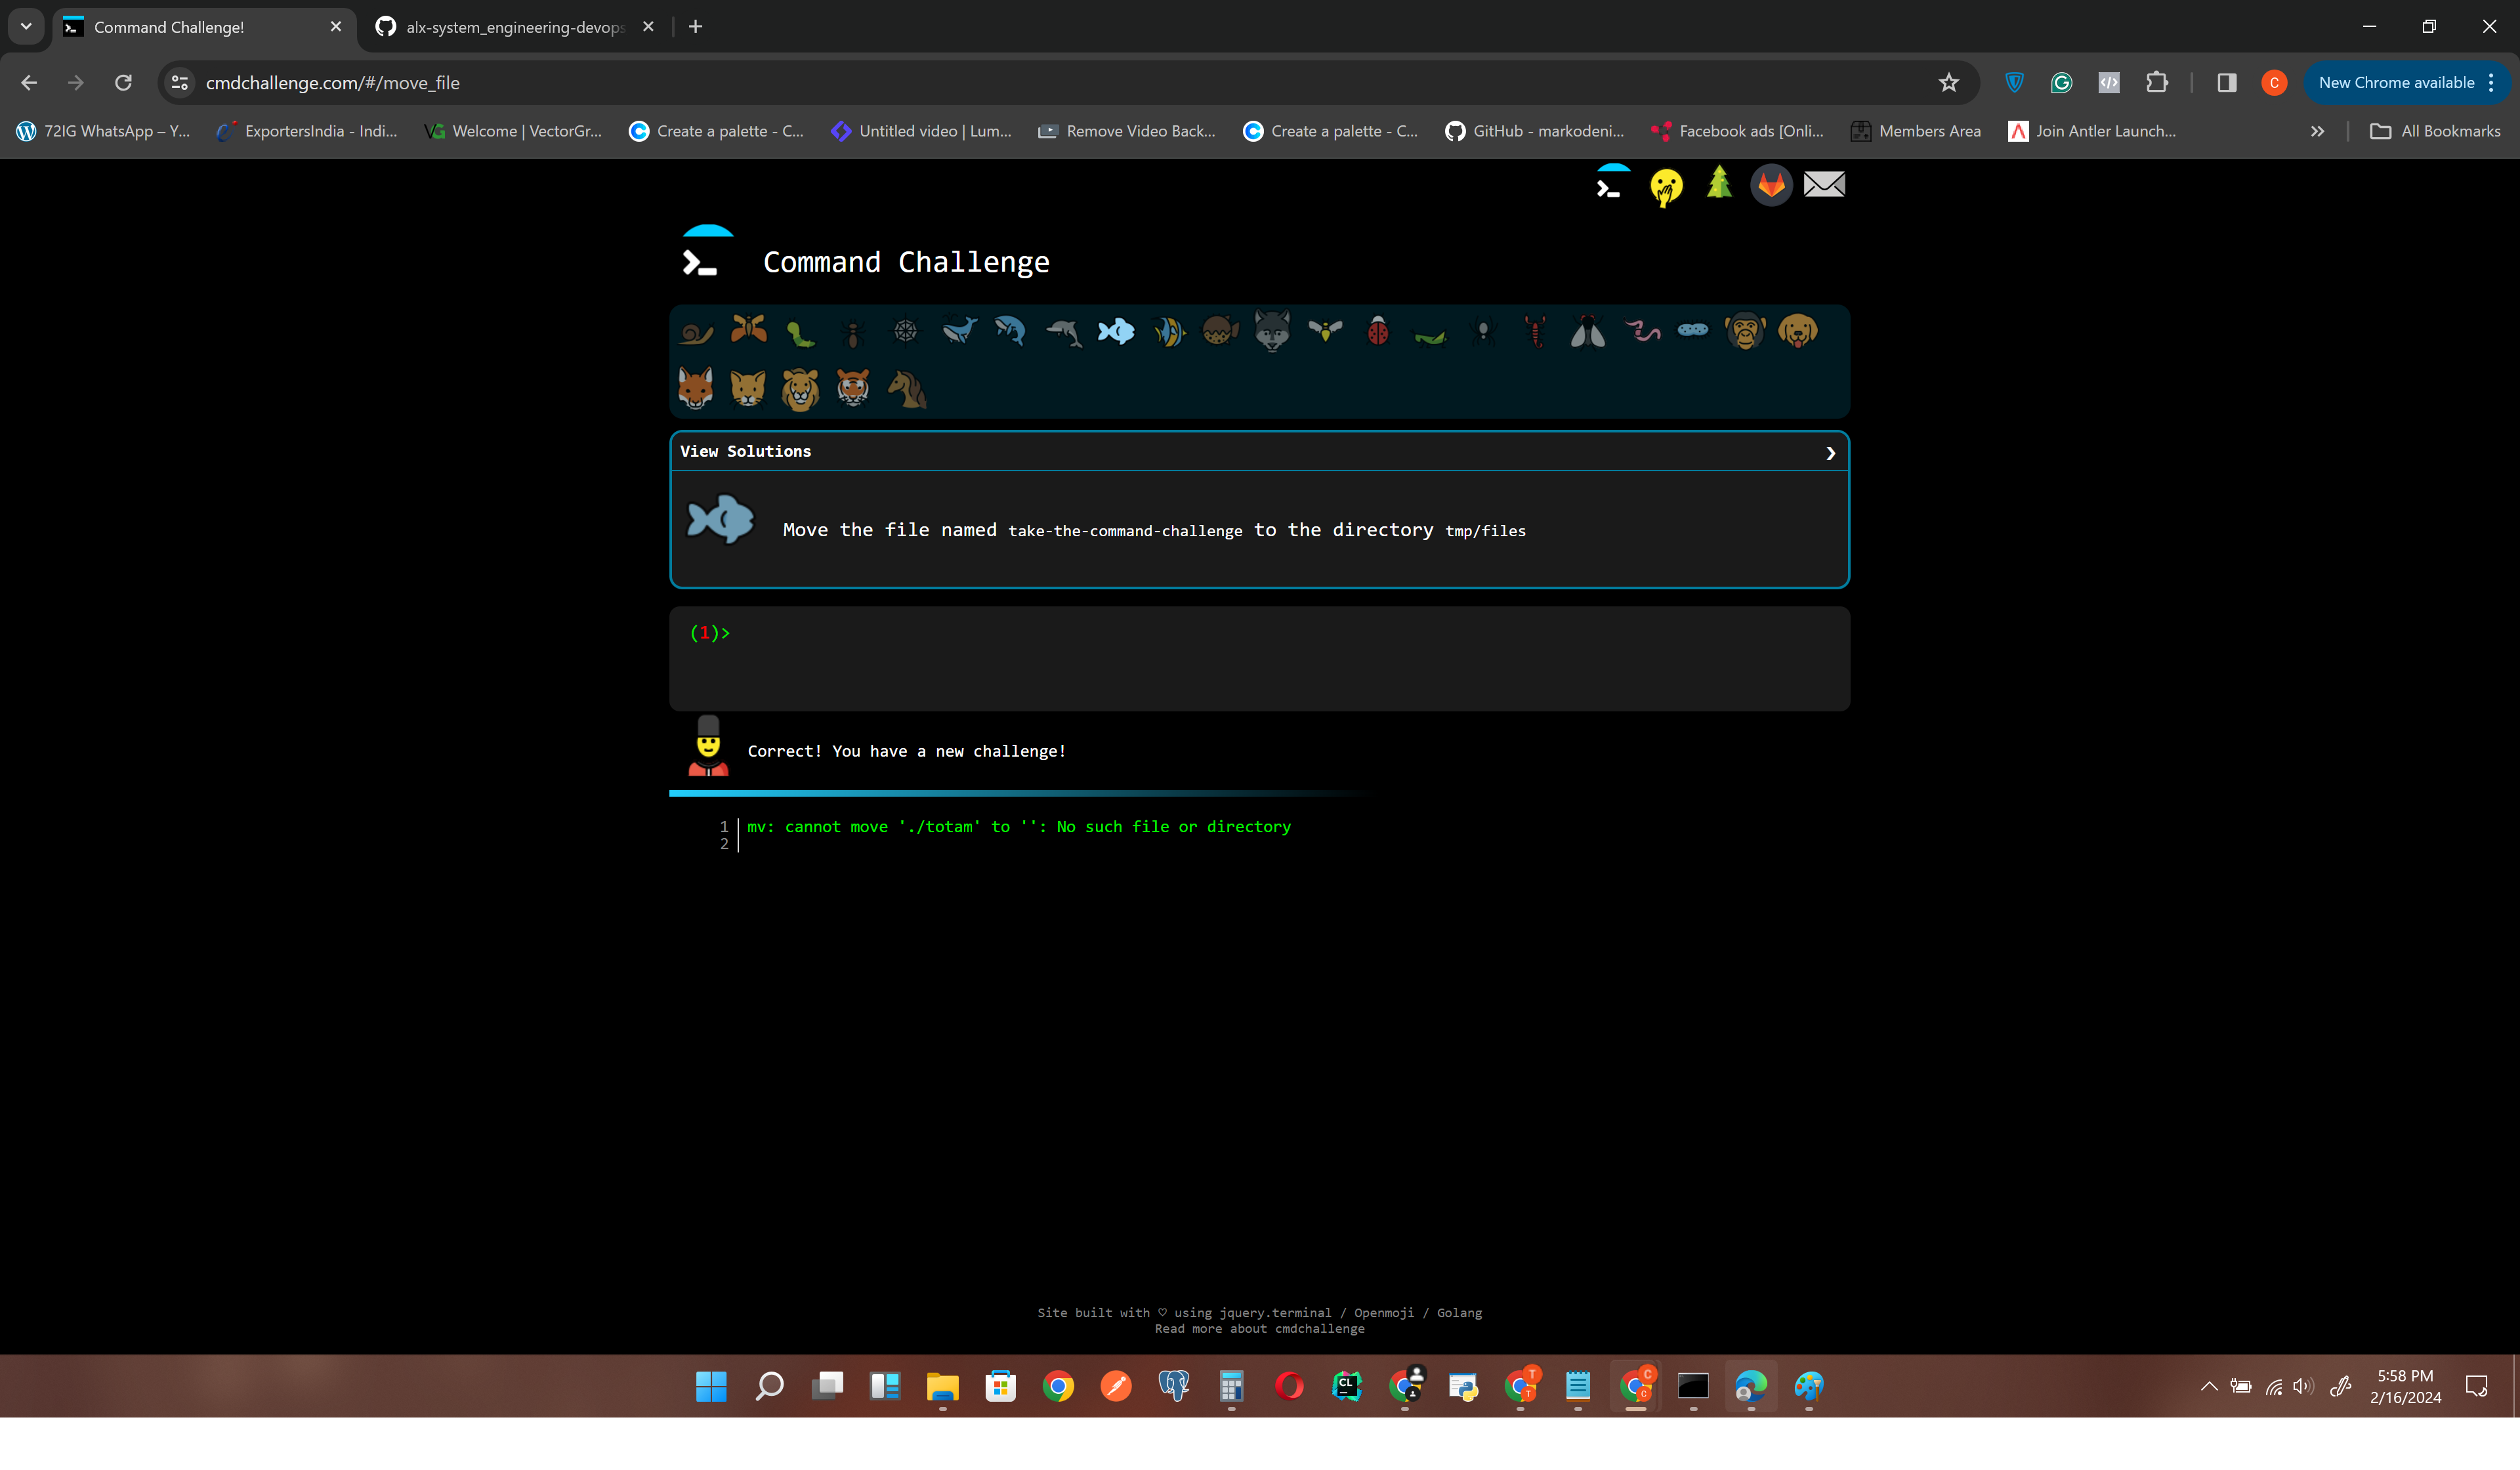 Command Challenge!
alx-system_engineering-devops
cmdchallenge.com/#/move_file
C
New Chrome available
72IG WhatsApp – Y...
ExportersIndia - Indi...
Welcome | VectorGr...
Create a palette - C...
Untitled video | Lum...
Remove Video Back...
Create a palette - C...
GitHub - markodeni...
Facebook ads [Onli...
Members Area
Join Antler Launch...
All Bookmarks
Command Challenge
View Solutions
Move the file named take-the-command-challenge to the directory tmp/files
(1)>
Correct! You have a new challenge!
1 mv: cannot move './totam' to '': No such file or directory
2
Site built with ♡ using jquery.terminal / Openmoji / Golang
Read more about cmdchallenge
5:58 PM
2/16/2024